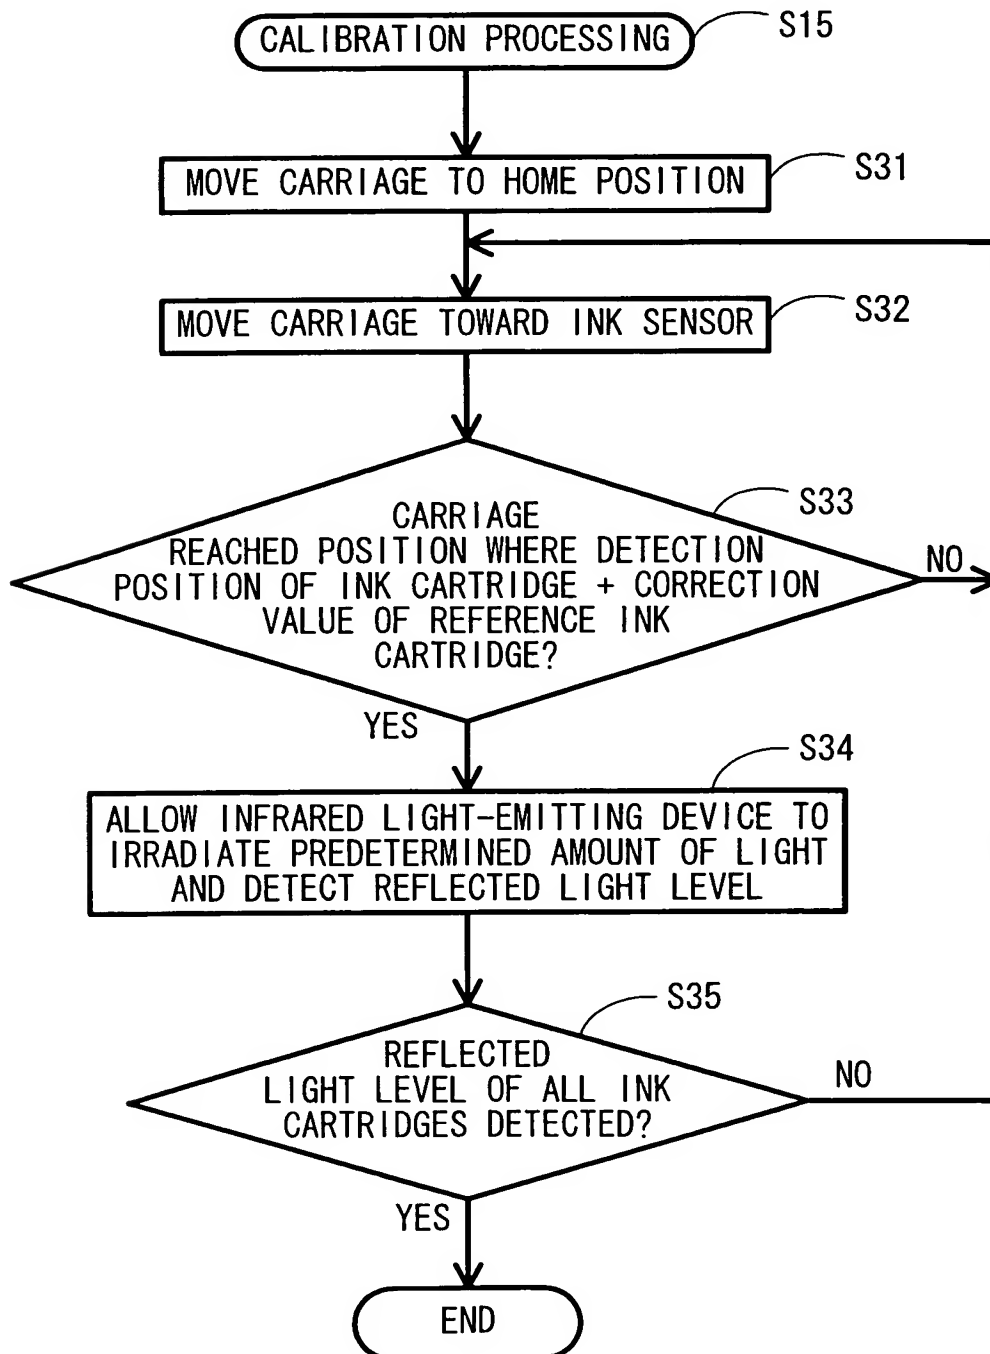 CALIBRATION PROCESSING
S15
MOVE CARRIAGE TO HOME POSITION
S31
MOVE CARRIAGE TOWARD INK SENSOR
S32
CARRIAGE
REACHED POSITION WHERE DETECTION
POSITION OF INK CARTRIDGE + CORRECTION
VALUE OF REFERENCE INK
CARTRIDGE?
S33
NO
YES
ALLOW INFRARED LIGHT-EMITTING DEVICE TO
IRRADIATE PREDETERMINED AMOUNT OF LIGHT
AND DETECT REFLECTED LIGHT LEVEL
S34
REFLECTED
LIGHT LEVEL OF ALL INK
CARTRIDGES DETECTED?
S35
NO
YES
END